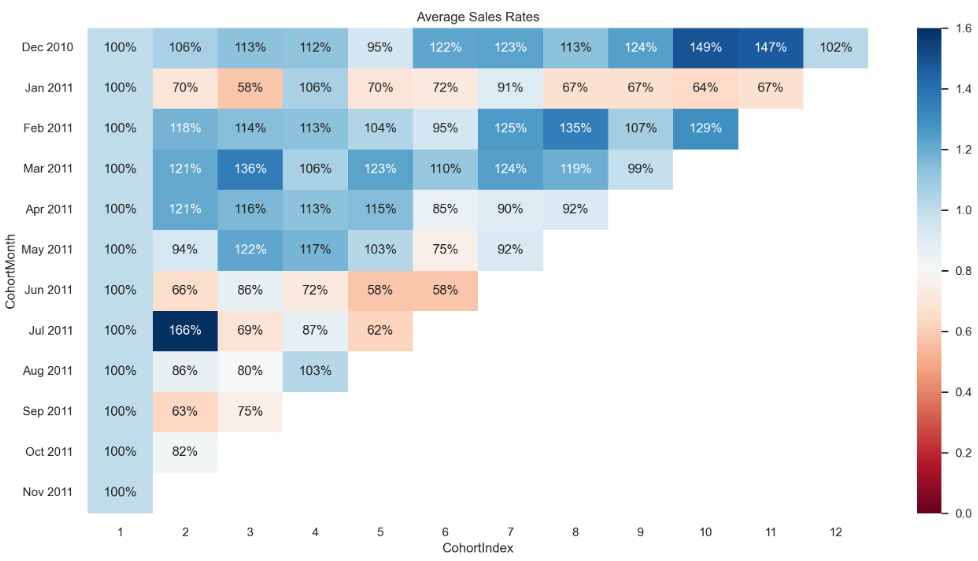 Average Sales Rates
Dec 2010 100% 106% 113% 112% 95% 122% 123% 113% 124% 149% 147% 102%
Jan 2011 100% 70% 58% 106% 70% 72% 91% 67% 67% 64% 67%
Feb 2011 100% 118% 114% 113% 104% 95% 125% 135% 107% 129%
Mar 2011 100% 121% 136% 106% 123% 110% 124% 119% 99%
Apr 2011 100% 121% 116% 113% 115% 85% 90% 92%
May 2011 100% 94% 122% 117% 103% 75% 92%
Jun 2011 100% 66% 86% 72% 58% 58%
Jul 2011 100% 166% 69% 87% 62%
Aug 2011 100% 86% 80% 103%
Sep 2011 100% 63% 75%
Oct 2011 100% 82%
Nov 2011 100%
1 2 3 4 5 6 7 8 9 10 11 12
CohortIndex
CohortMonth
1.6
1.4
1.2
1.0
0.8
0.6
0.4
0.2
0.0